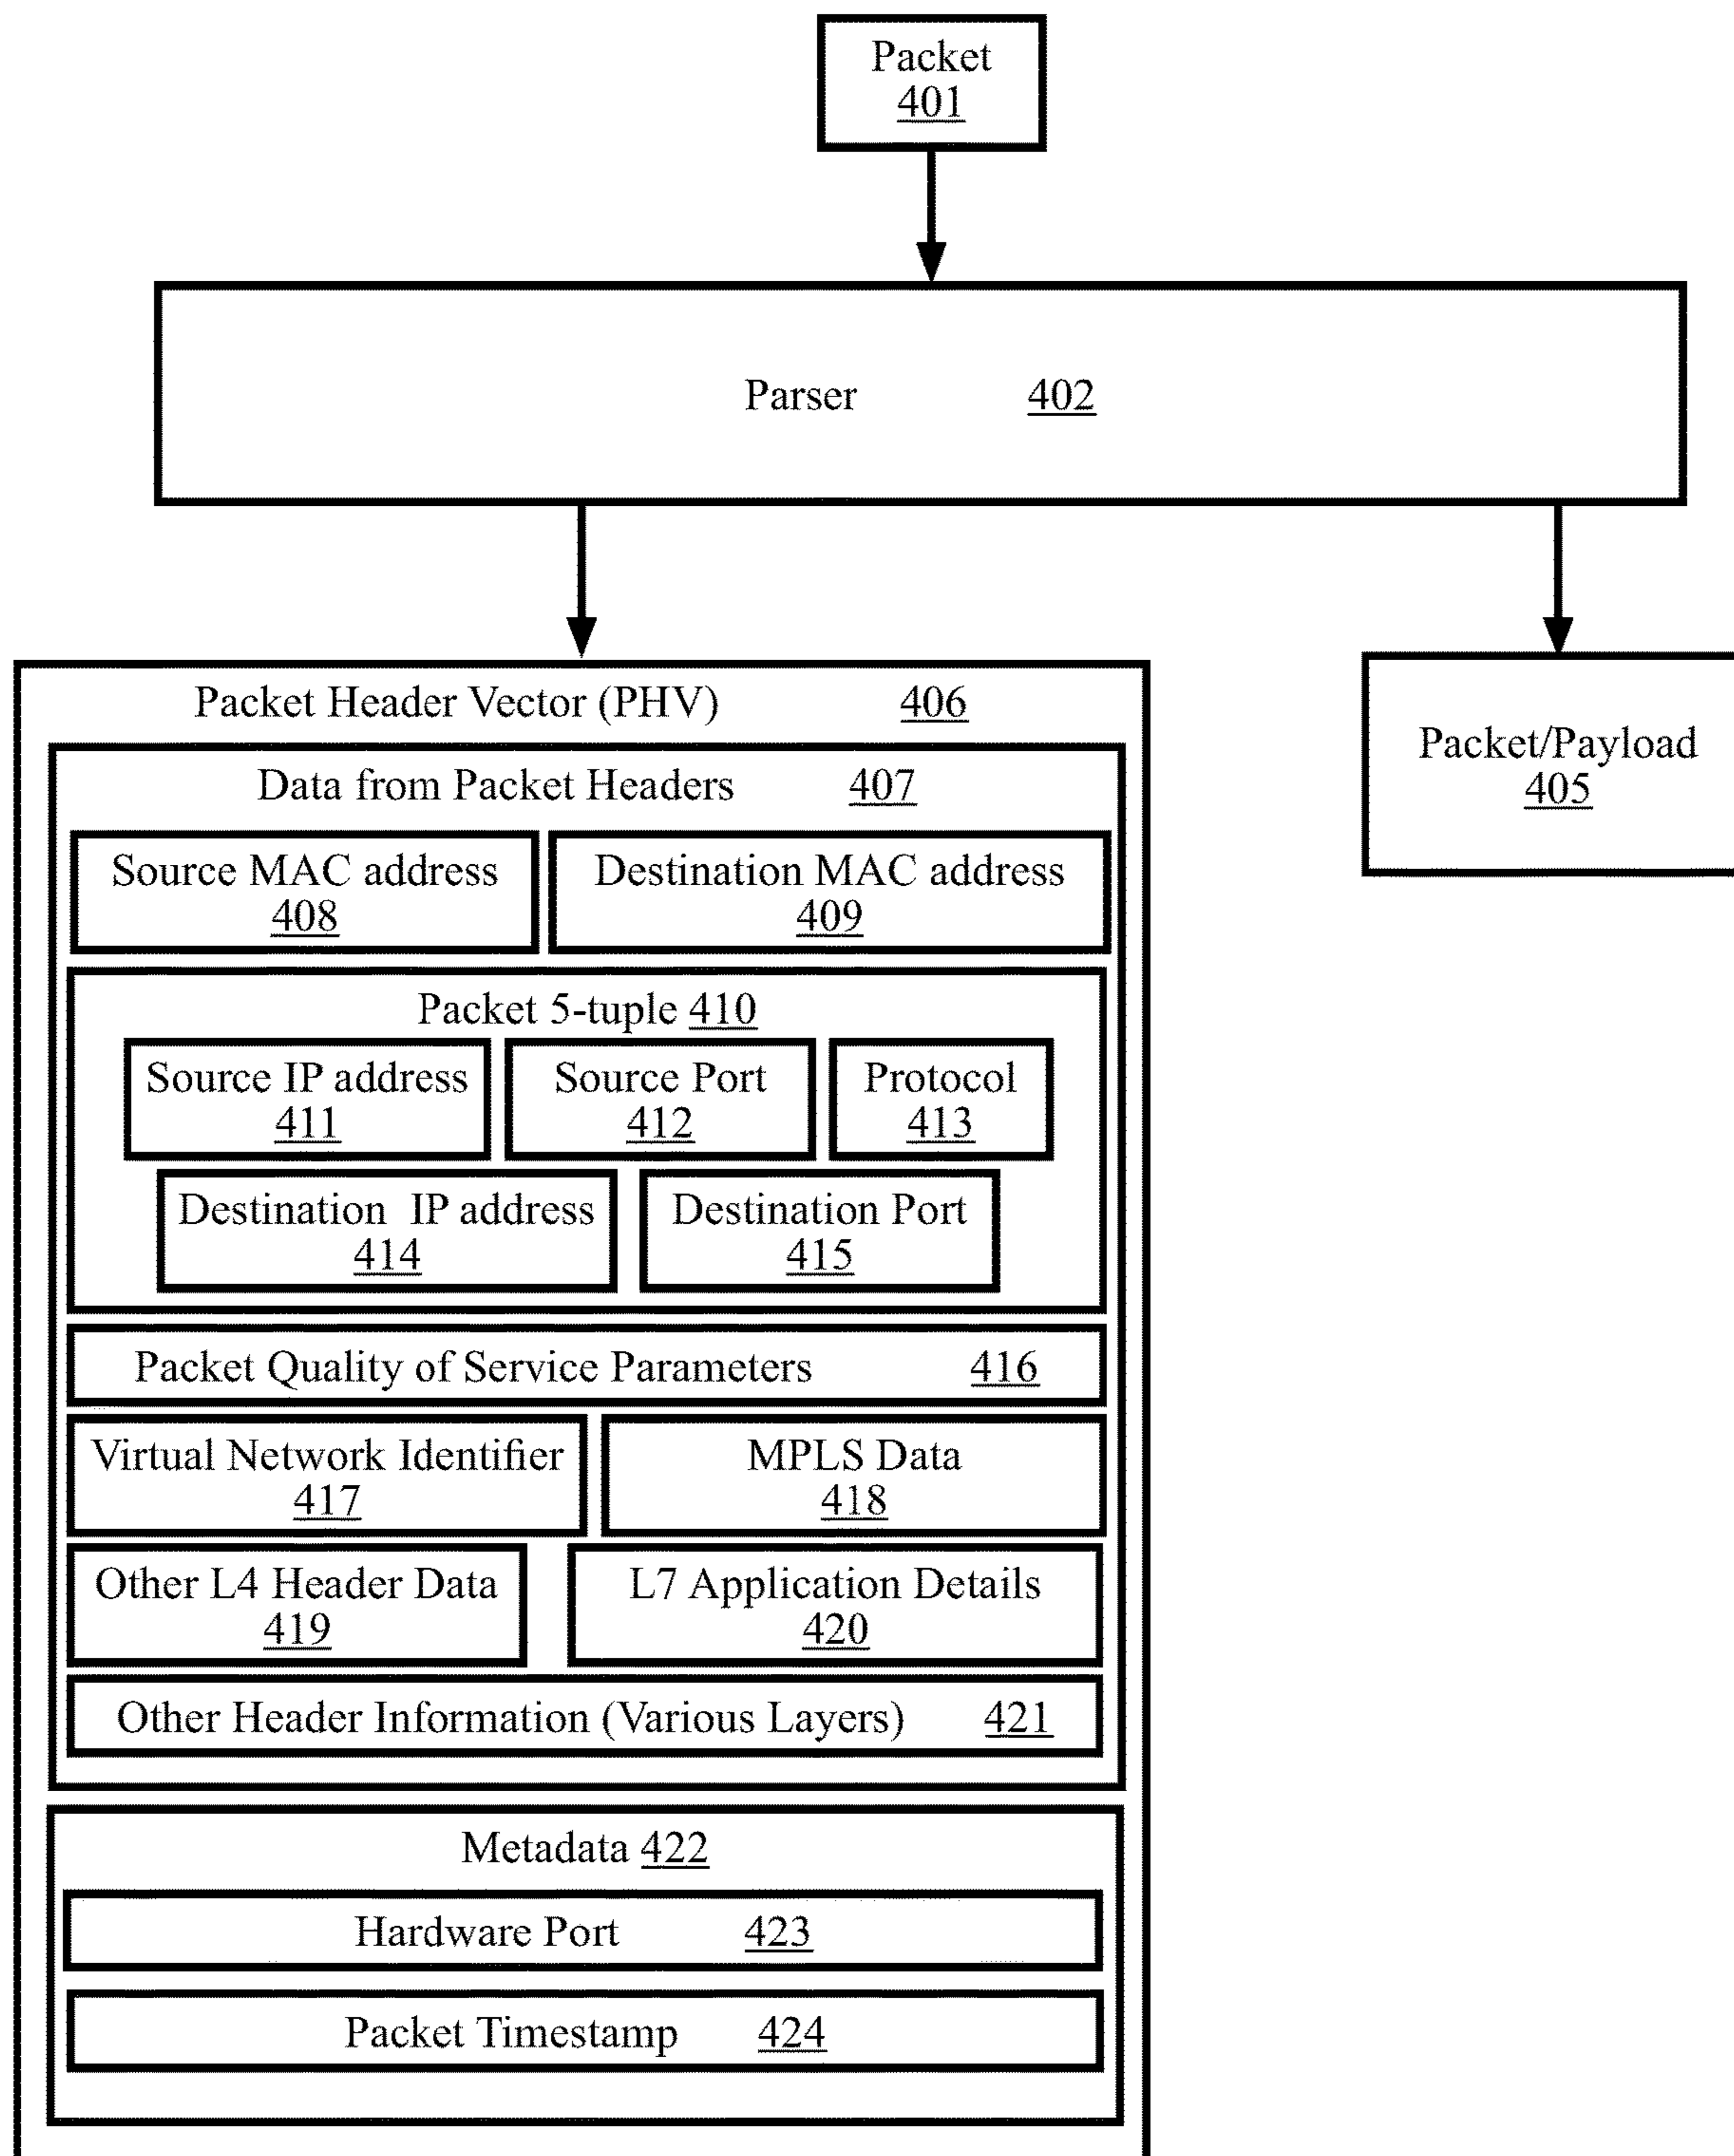 Packet
401
Parser 402
Packet Header Vector (PHV) 406
Data from Packet Headers 407
Source MAC address
408
Destination MAC address
409
Packet 5-tuple 410
Source IP address
411
Source Port
412
Protocol
413
Destination IP address
414
Destination Port
415
Packet Quality of Service Parameters 416
Virtual Network Identifier
417
MPLS Data
418
Other L4 Header Data
419
L7 Application Details
420
Other Header Information (Various Layers) 421
Metadata 422
Hardware Port 423
Packet Timestamp 424
Packet/Payload
405